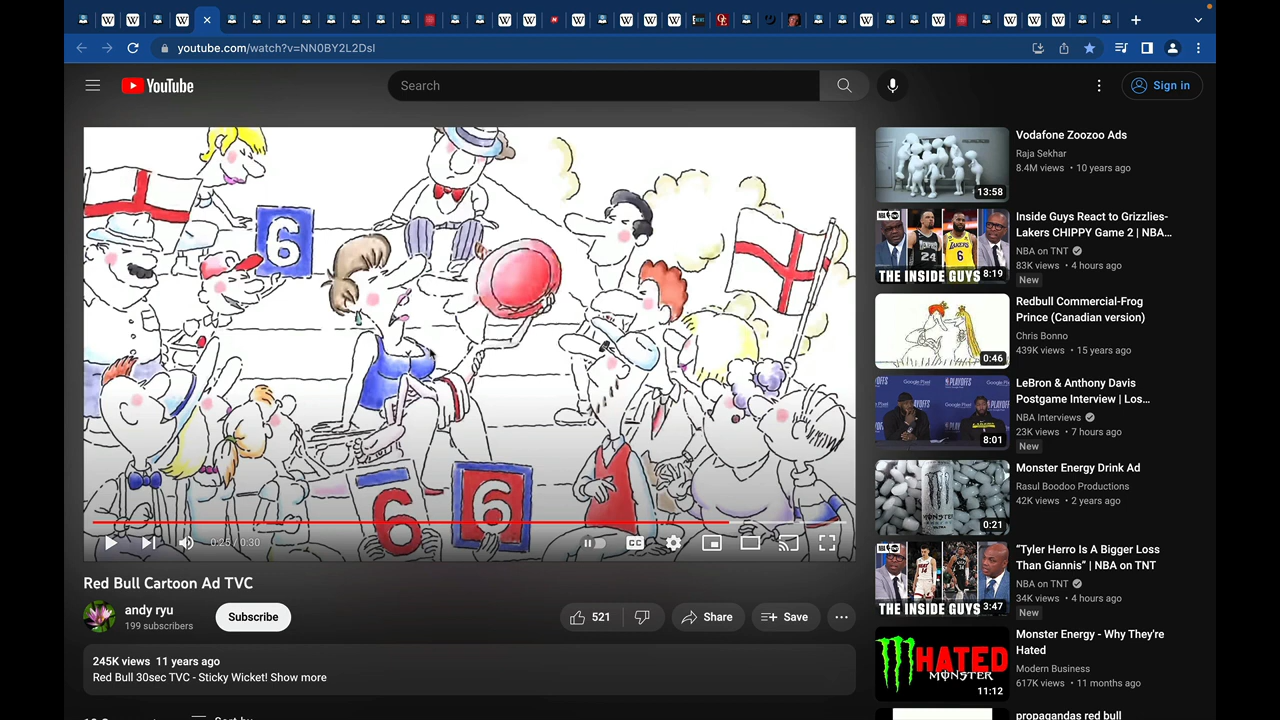 youtube.com/watch?v=NN0BY2L2DsI
YouTube
Search
Sign in
6
6
6
0:25 / 0:30
CC
Red Bull Cartoon Ad TVC
andy ryu
199 subscribers
Subscribe
521
Share
Save
245K views 11 years ago
Red Bull 30sec TVC - Sticky Wicket! Show more
Vodafone Zoozoo Ads
Raja Sekhar
8.4M views • 10 years ago
13:58
Inside Guys React to Grizzlies-
Lakers CHIPPY Game 2 | NBA...
NBA on TNT
83K views • 4 hours ago
New
THE INSIDE GUYS
8:19
Redbull Commercial-Frog
Prince (Canadian version)
Chris Bonno
439K views • 15 years ago
0:46
LeBron & Anthony Davis
Postgame Interview | Los...
NBA Interviews
23K views • 7 hours ago
New
8:01
Monster Energy Drink Ad
Rasul Boodoo Productions
42K views • 2 years ago
0:21
“Tyler Herro Is A Bigger Loss
Than Giannis” | NBA on TNT
NBA on TNT
34K views • 4 hours ago
New
THE INSIDE GUYS
3:47
Monster Energy - Why They're
Hated
Modern Business
617K views • 11 months ago
HATED
MONSTER
11:12
propagandas red bull